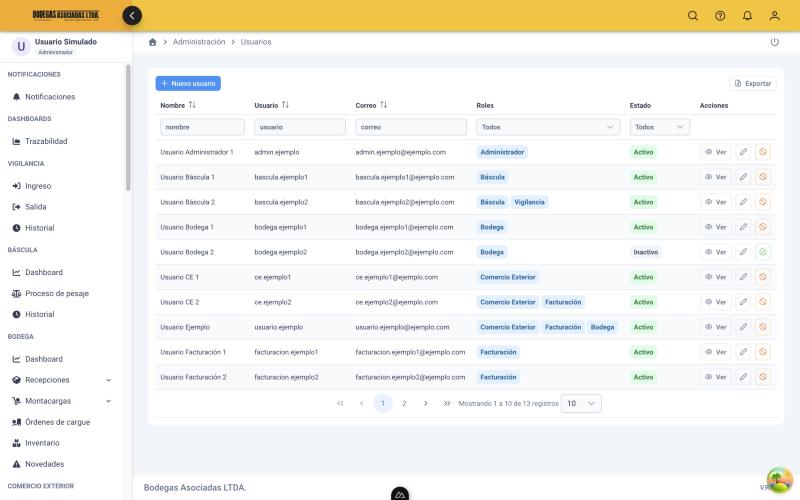 BODEGAS ASOCIADAS LTDA.
U Usuario Simulado
Administrador
NOTIFICACIONES
Notificaciones
DASHBOARDS
Trazabilidad
VIGILANCIA
Ingreso
Salida
Historial
BÁSCULA
Dashboard
Proceso de pesaje
Historial
BODEGA
Dashboard
Recepciones
Montacargas
Órdenes de cargue
Inventario
Novedades
COMERCIO EXTERIOR
Administración > Usuarios
+ Nuevo usuario
Exportar
Nombre Usuario Correo Roles Estado Acciones
nombre usuario correo Todos Todos
Usuario Administrador 1 admin.ejemplo admin.ejemplo@ejemplo.com Administrador Activo Ver
Usuario Báscula 1 bascula.ejemplo1 bascula.ejemplo1@ejemplo.com Báscula Activo Ver
Usuario Báscula 2 bascula.ejemplo2 bascula.ejemplo2@ejemplo.com Báscula Vigilancia Activo Ver
Usuario Bodega 1 bodega.ejemplo1 bodega.ejemplo1@ejemplo.com Bodega Activo Ver
Usuario Bodega 2 bodega.ejemplo2 bodega.ejemplo2@ejemplo.com Bodega Inactivo Ver
Usuario CE 1 ce.ejemplo1 ce.ejemplo1@ejemplo.com Comercio Exterior Activo Ver
Usuario CE 2 ce.ejemplo2 ce.ejemplo2@ejemplo.com Comercio Exterior Facturación Activo Ver
Usuario Ejemplo usuario.ejemplo usuario.ejemplo@ejemplo.com Comercio Exterior Facturación Bodega Activo Ver
Usuario Facturación 1 facturacion.ejemplo1 facturacion.ejemplo1@ejemplo.com Facturación Activo Ver
Usuario Facturación 2 facturacion.ejemplo2 facturacion.ejemplo2@ejemplo.com Facturación Activo Ver
1 2 Mostrando 1 a 10 de 13 registros 10
Bodegas Asociadas LTDA.